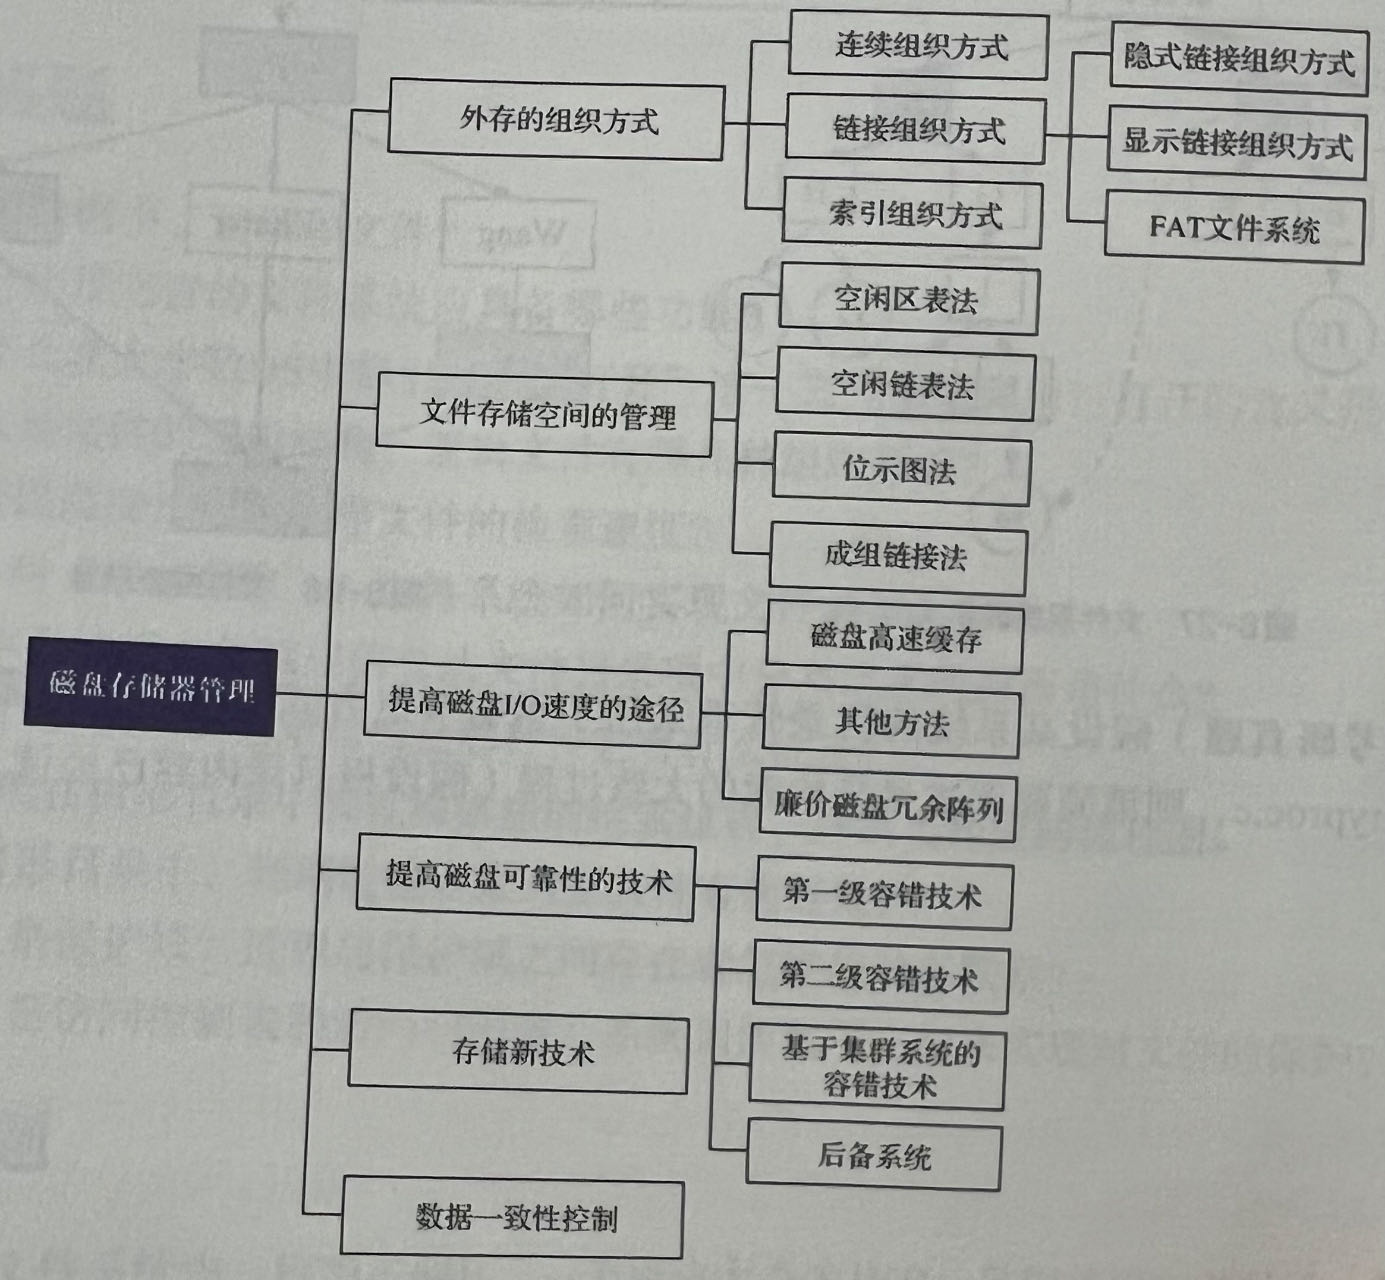 磁盘存储器管理
外存的组织方式
连续组织方式
链接组织方式
隐式链接组织方式
显示链接组织方式
FAT文件系统
索引组织方式
文件存储空间的管理
空闲区表法
空闲链表法
位示图法
成组链接法
提高磁盘I/O速度的途径
磁盘高速缓存
其他方法
廉价磁盘冗余阵列
提高磁盘可靠性的技术
第一级容错技术
第二级容错技术
基于集群系统的
容错技术
后备系统
存储新技术
数据一致性控制